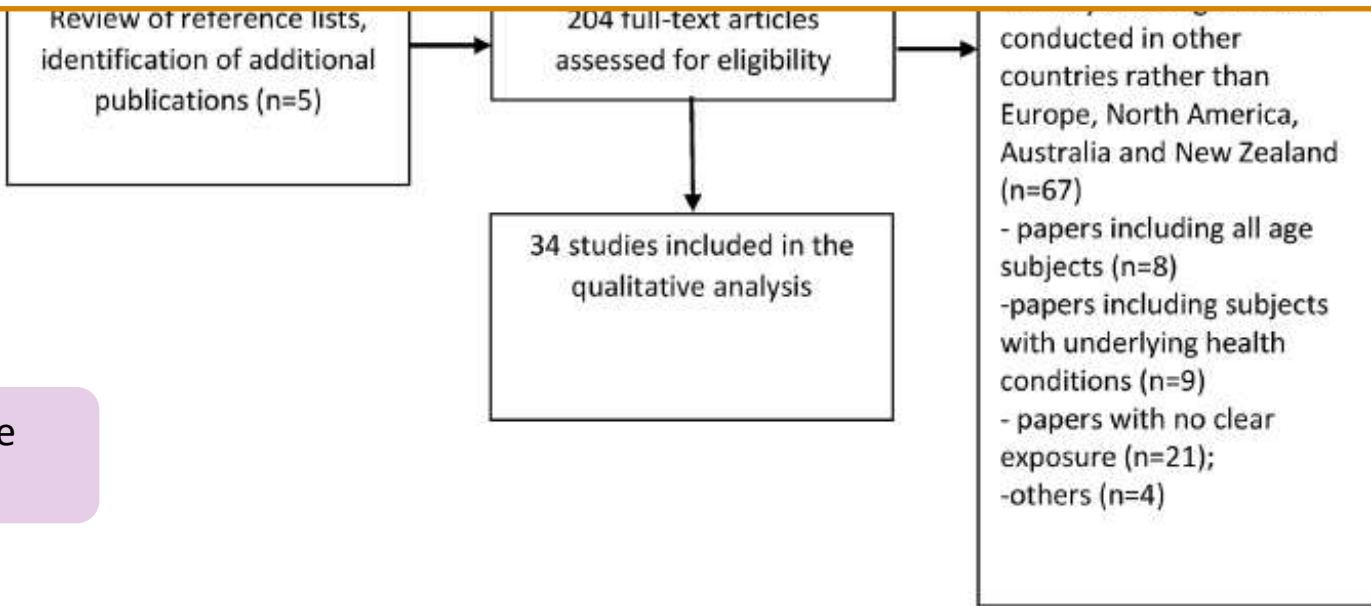 Review of reference lists,
identification of additional
publications (n=5)
204 full-text articles
assessed for eligibility
34 studies included in the
qualitative analysis
conducted in other
countries rather than
Europe, North America,
Australia and New Zealand
(n=67)
- papers including all age
subjects (n=8)
-papers including subjects
with underlying health
conditions (n=9)
- papers with no clear
exposure (n=21);
-others (n=4)